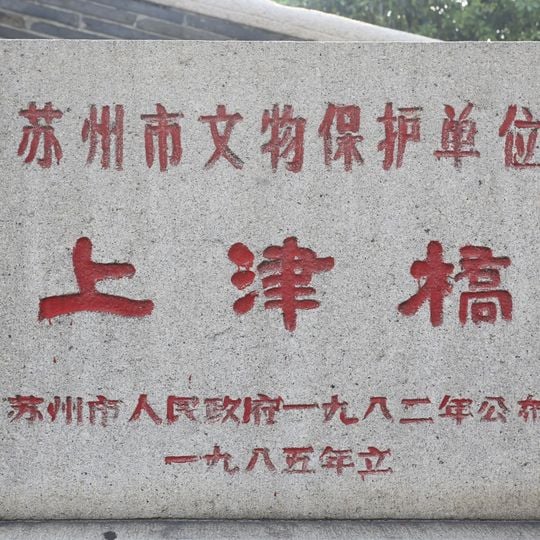 苏州市文物保护单位
上津橋
苏州市人民政府一九八二年公布
一九八五年立